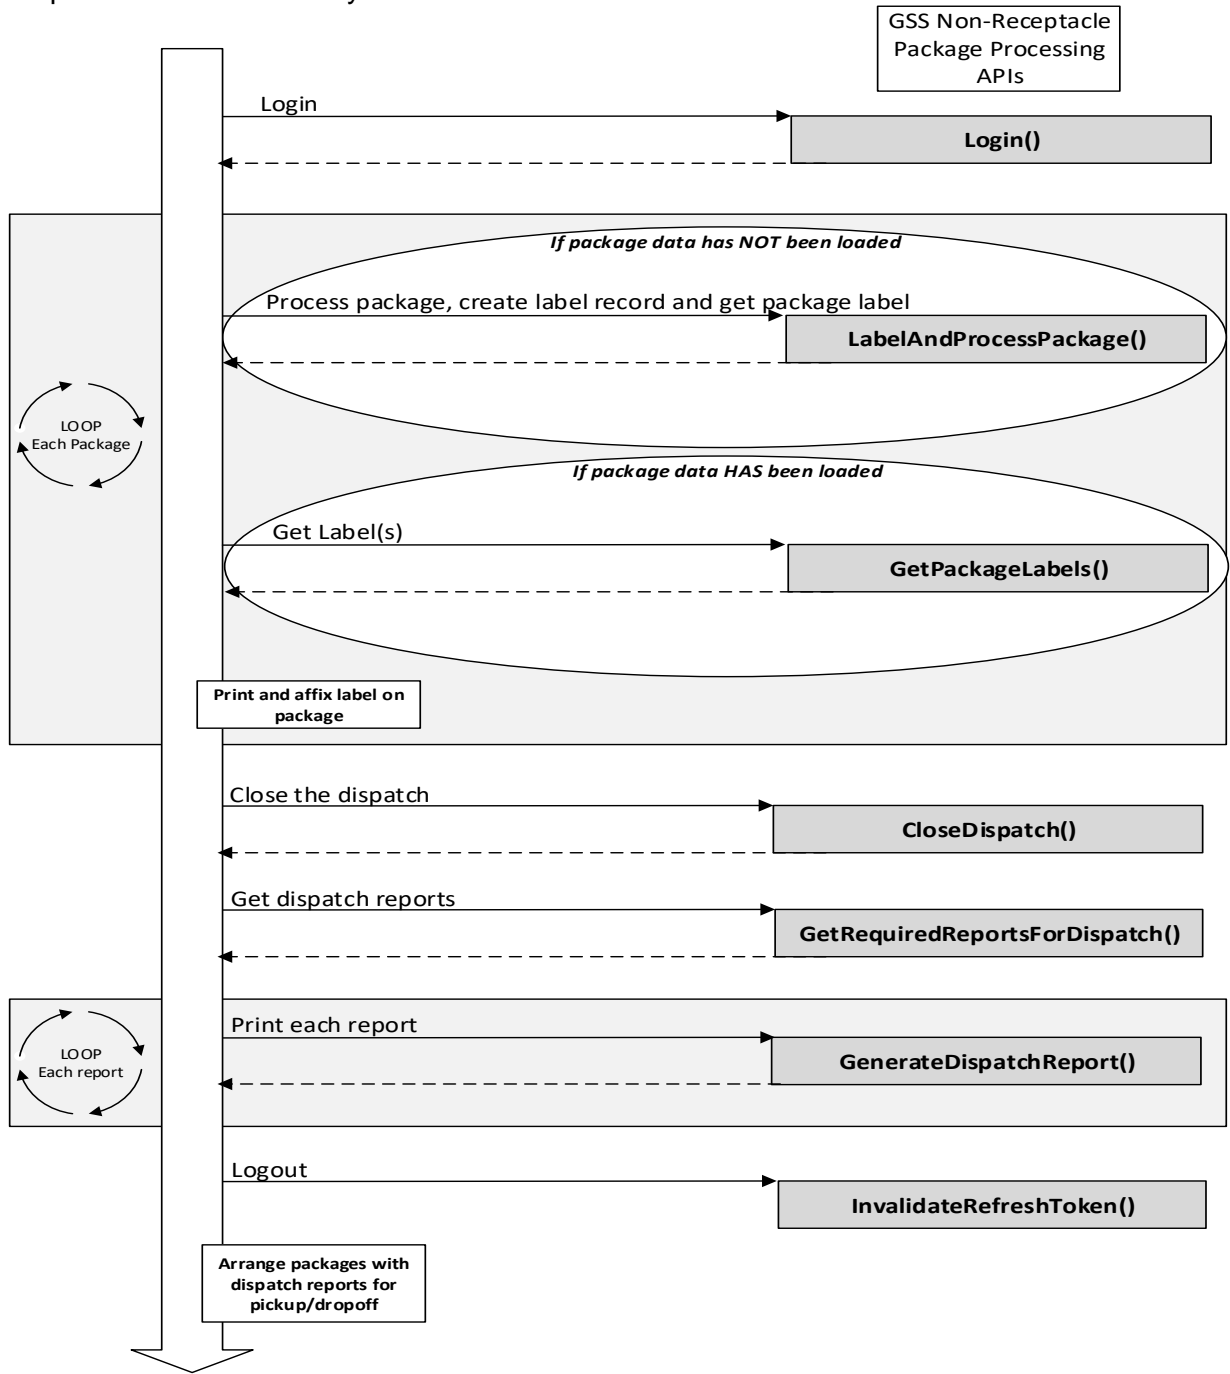 GSS Non-Receptacle
Package Processing
APIs
Login
Login()
If package data has NOT been loaded
Process package, create label record and get package label
LabelAndProcessPackage()
LOOP
Each Package
If package data HAS been loaded
Get Label(s)
GetPackageLabels()
Print and affix label on
package
Close the dispatch
CloseDispatch()
Get dispatch reports
GetRequiredReportsForDispatch()
Print each report
LOOP
Each report
GenerateDispatchReport()
Logout
InvalidateRefreshToken()
Arrange packages with
dispatch reports for
pickup/dropoff